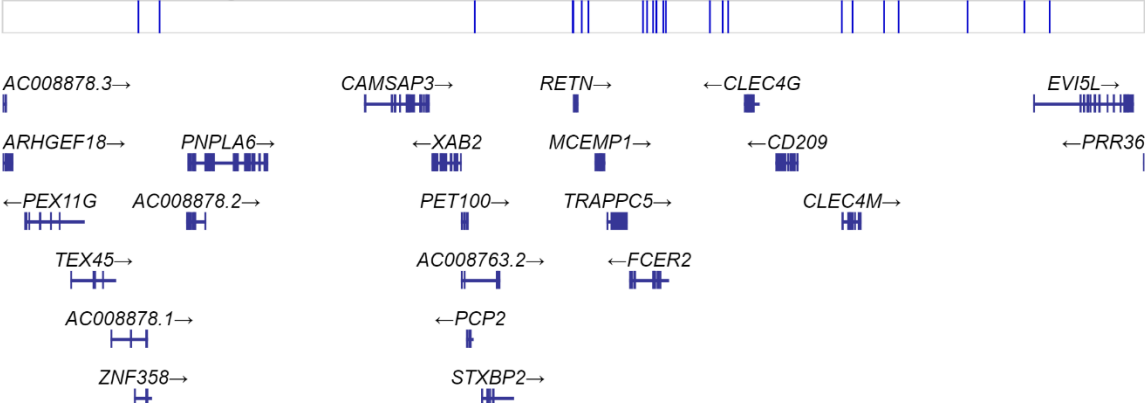 AC008878.3→ CAMSAP3→ RETN→ ←CLEC4G EVI5L→
ARHGEF18→ PNPLA6→ ←XAB2 MCEMP1→ ←CD209 ←PRR36
←PEX11G AC008878.2→ PET100→ TRAPPC5→ CLEC4M→
TEX45→ AC008763.2→ ←FCER2
AC008878.1→ ←PCP2
ZNF358→ STXBP2→